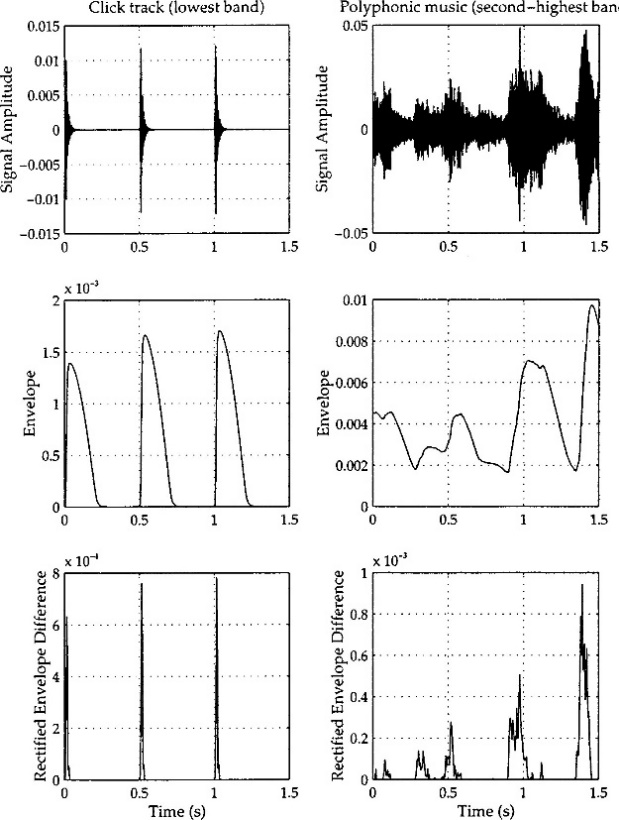 Click track (lowest band)
Polyphonic music (second-highest ban
Signal Amplitude
0.015
0.01
0.005
0
−0.005
−0.01
−0.015
0 0.5 1 1.5
Signal Amplitude
0.05
0
−0.05
0 0.5 1 1.5
Envelope
x 10⁻³
2
1.5
1
0.5
0
0 0.5 1 1.5
Envelope
0.01
0.008
0.006
0.004
0.002
0
0 0.5 1 1.5
Rectified Envelope Difference
x 10⁻⁴
8
6
4
2
0
0 0.5 1 1.5
Time (s)
Rectified Envelope Difference
x 10⁻³
1
0.8
0.6
0.4
0.2
0
0 0.5 1 1.5
Time (s)